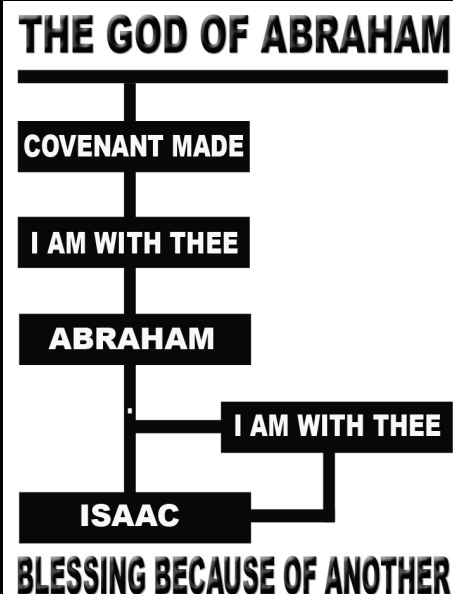 THE GOD OF ABRAHAM
COVENANT MADE
I AM WITH THEE
ABRAHAM
I AM WITH THEE
ISAAC
BLESSING BECAUSE OF ANOTHER